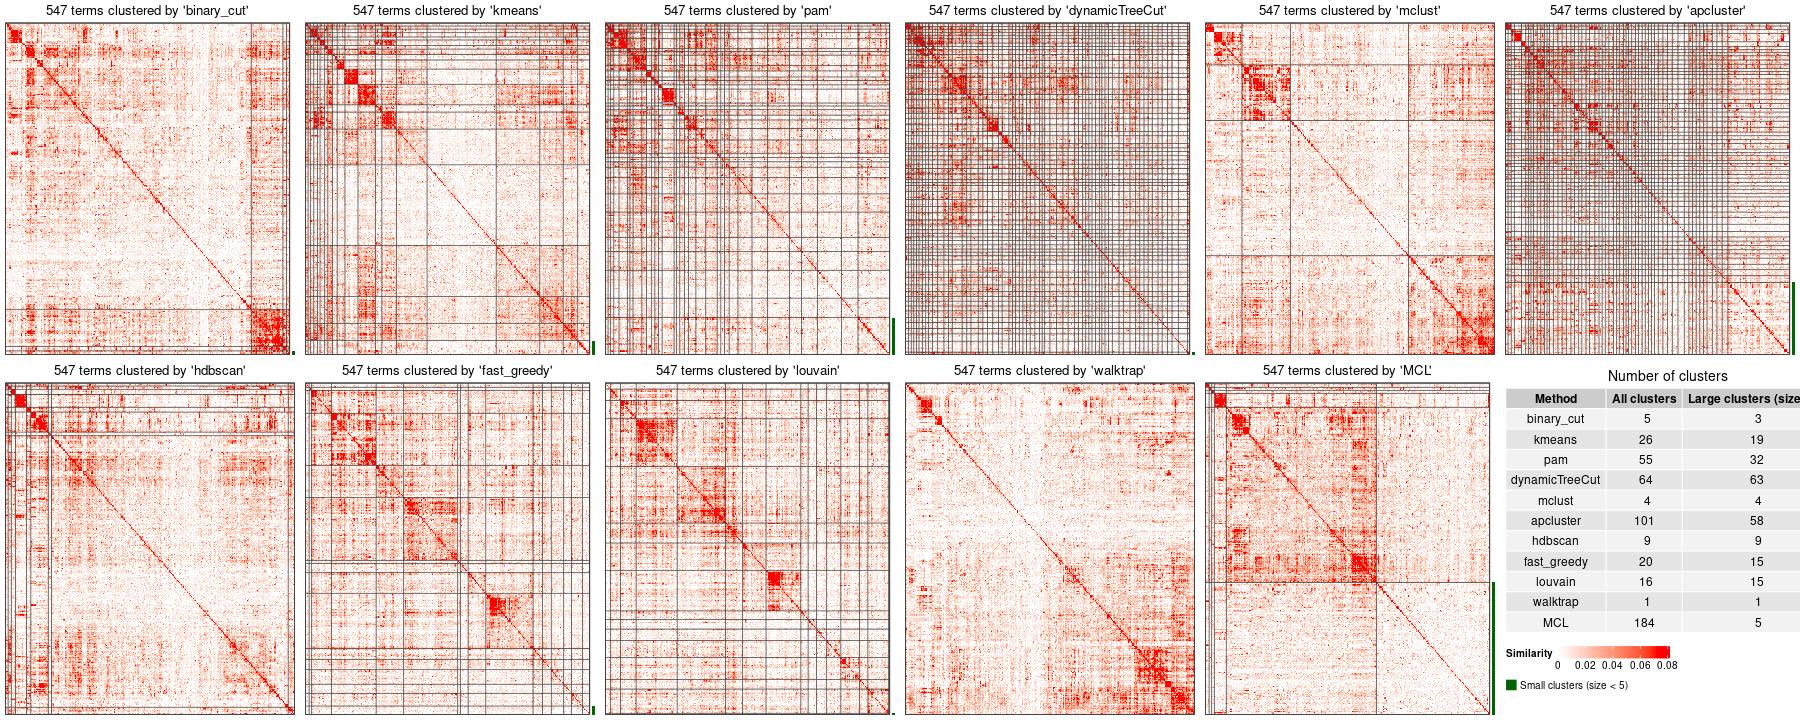 547 terms clustered by 'binary_cut'
547 terms clustered by 'kmeans'
547 terms clustered by 'pam'
547 terms clustered by 'dynamicTreeCut'
547 terms clustered by 'mclust'
547 terms clustered by 'apcluster'
547 terms clustered by 'hdbscan'
547 terms clustered by 'fast_greedy'
547 terms clustered by 'louvain'
547 terms clustered by 'walktrap'
547 terms clustered by 'MCL'
Number of clusters
Method All clusters Large clusters (size
binary_cut 5 3
kmeans 26 19
pam 55 32
dynamicTreeCut 64 63
mclust 4 4
apcluster 101 58
hdbscan 9 9
fast_greedy 20 15
louvain 16 15
walktrap 1 1
MCL 184 5
Similarity
0 0.02 0.04 0.06 0.08
Small clusters (size < 5)